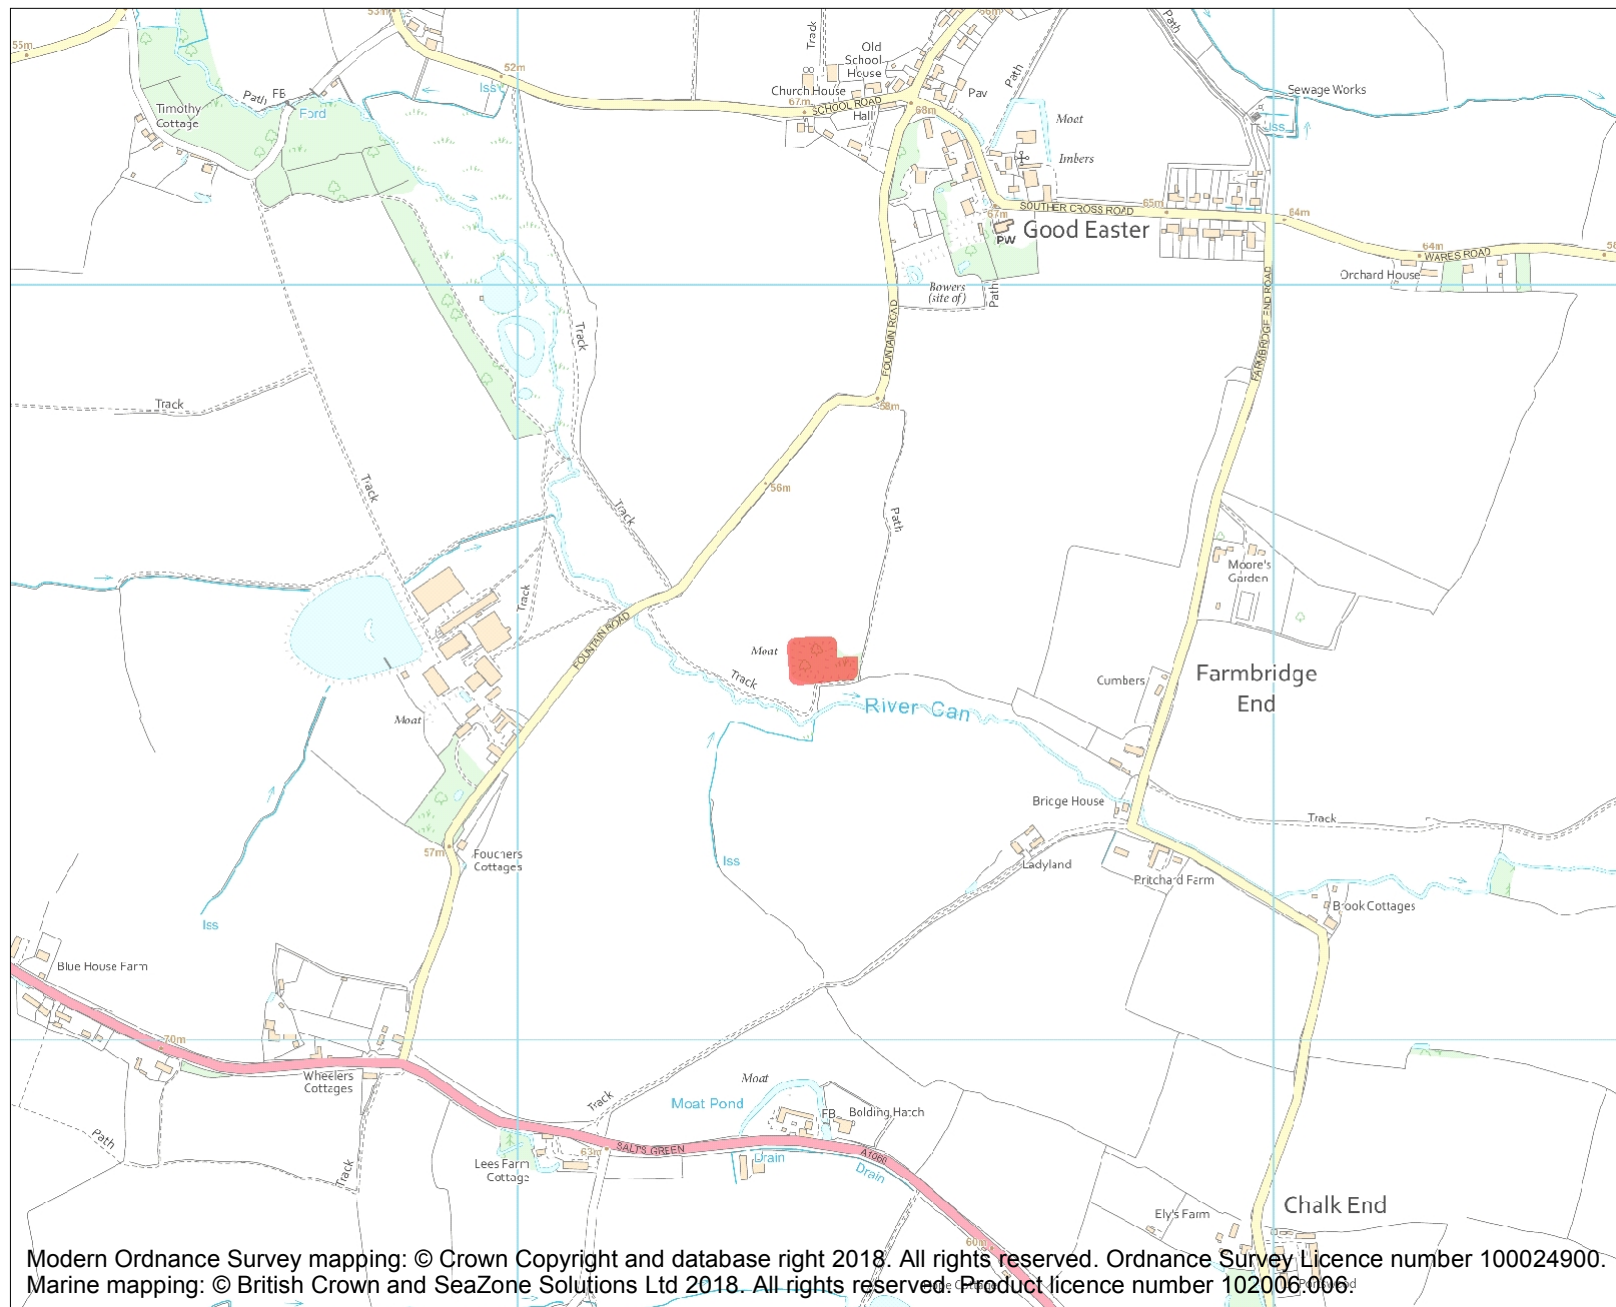 55m
53m
52m
Iss
Path
FB
Ford
Timothy
Cottage
Track
Old
School
House
Church House
67m
SCHOOL ROAD
Hall
68m
Pav
Path
Moat
Imbers
Path
Sewage Works
Iss
SOUTHER CROSS ROAD
65m
64m
67m
PW
Good Easter
64m
WARES ROAD
Orchard House
Bowers
(site of)
Path
Track
FOUNTAIN ROAD
FARMBRIDGE END ROAD
58m
Track
Track
56m
Track
Path
Moore's
Garden
Track
FOUNTAIN ROAD
Moat
Track
River Can
Cumbers
Farmbridge
End
Moat
Bridge House
Track
57m
Fouchers
Cottages
Iss
Ladyland
Pritchard Farm
Brook Cottages
Iss
Blue House Farm
70m
Wheelers
Cottages
Track
Moat
Moat Pond
FB
Bolding Hatch
Path
Track
Lees Farm
Cottage
63m
SALT'S GREEN
Drain
A1060
Drain
Ely's Farm
Chalk End
60m
Modern Ordnance Survey mapping: © Crown Copyright and database right 2018. All rights reserved. Ordnance Survey Licence number 100024900.
Marine mapping: © British Crown and SeaZone Solutions Ltd 2018. All rights reserved. Product licence number 102006.006.